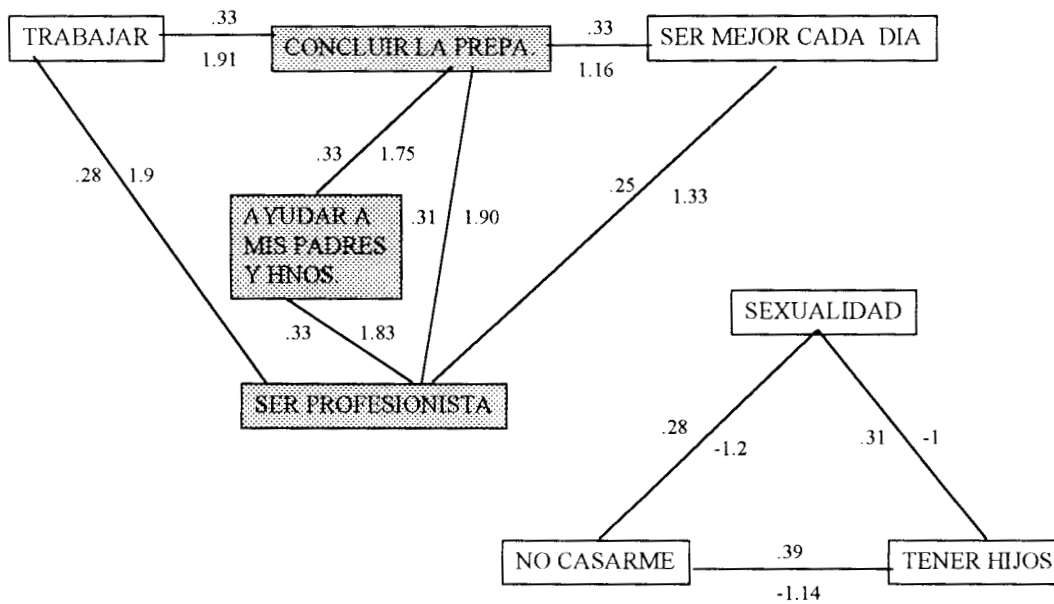 .33 .33
TRABAJAR CONCLUIR LA PREPA. SER MEJOR CADA DIA
1.91 1.16
.33 1.75
.28 1.9
.25 1.33
AYUDAR A
MIS PADRES
Y HNOS.
.31 1.90
.33 1.83
SER PROFESIONISTA
SEXUALIDAD
.28 -1.2
.31 -1
NO CASARME .39 TENER HIJOS
-1.14